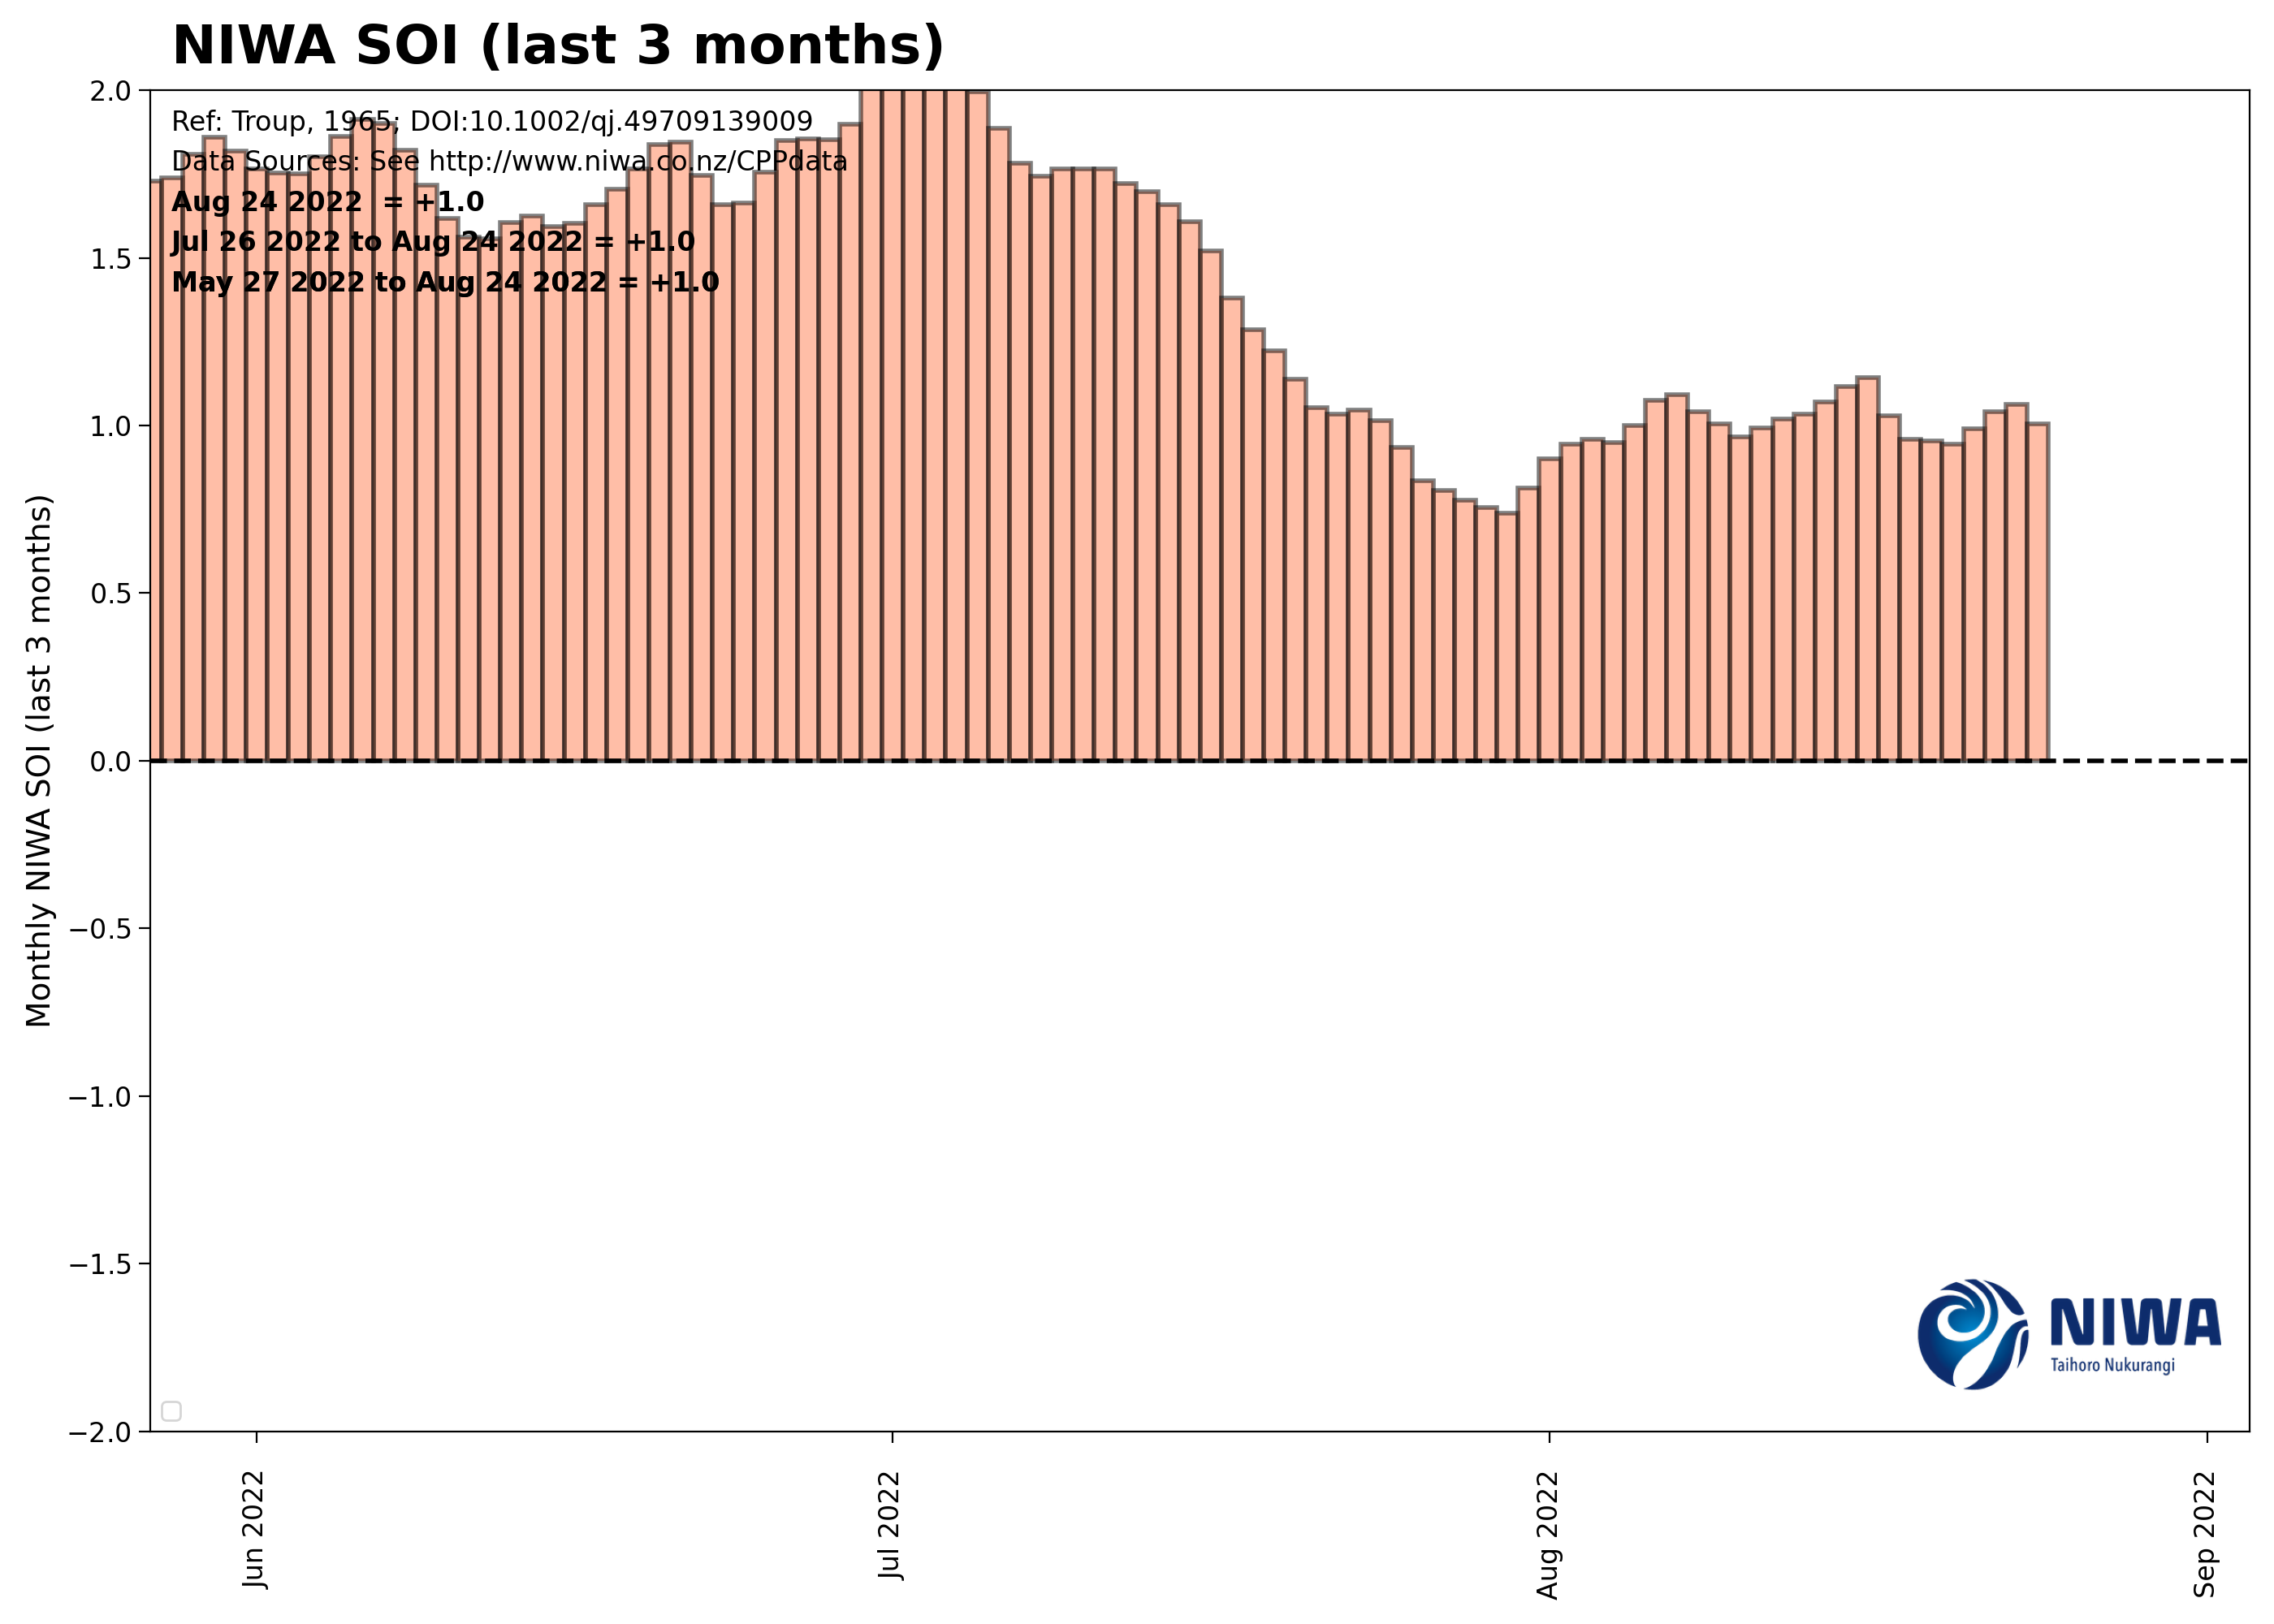 NIWA SOI (last 3 months)
Ref: Troup, 1965; DOI:10.1002/qj.49709139009
Data Sources: See http://www.niwa.co.nz/CPPdata
Aug 24 2022  = +1.0
Jul 26 2022 to Aug 24 2022 = +1.0
May 27 2022 to Aug 24 2022 = +1.0
Monthly NIWA SOI (last 3 months)
2.0
1.5
1.0
0.5
0.0
−0.5
−1.0
−1.5
−2.0
NIWA
Taihoro Nukurangi
Jun 2022
Jul 2022
Aug 2022
Sep 2022